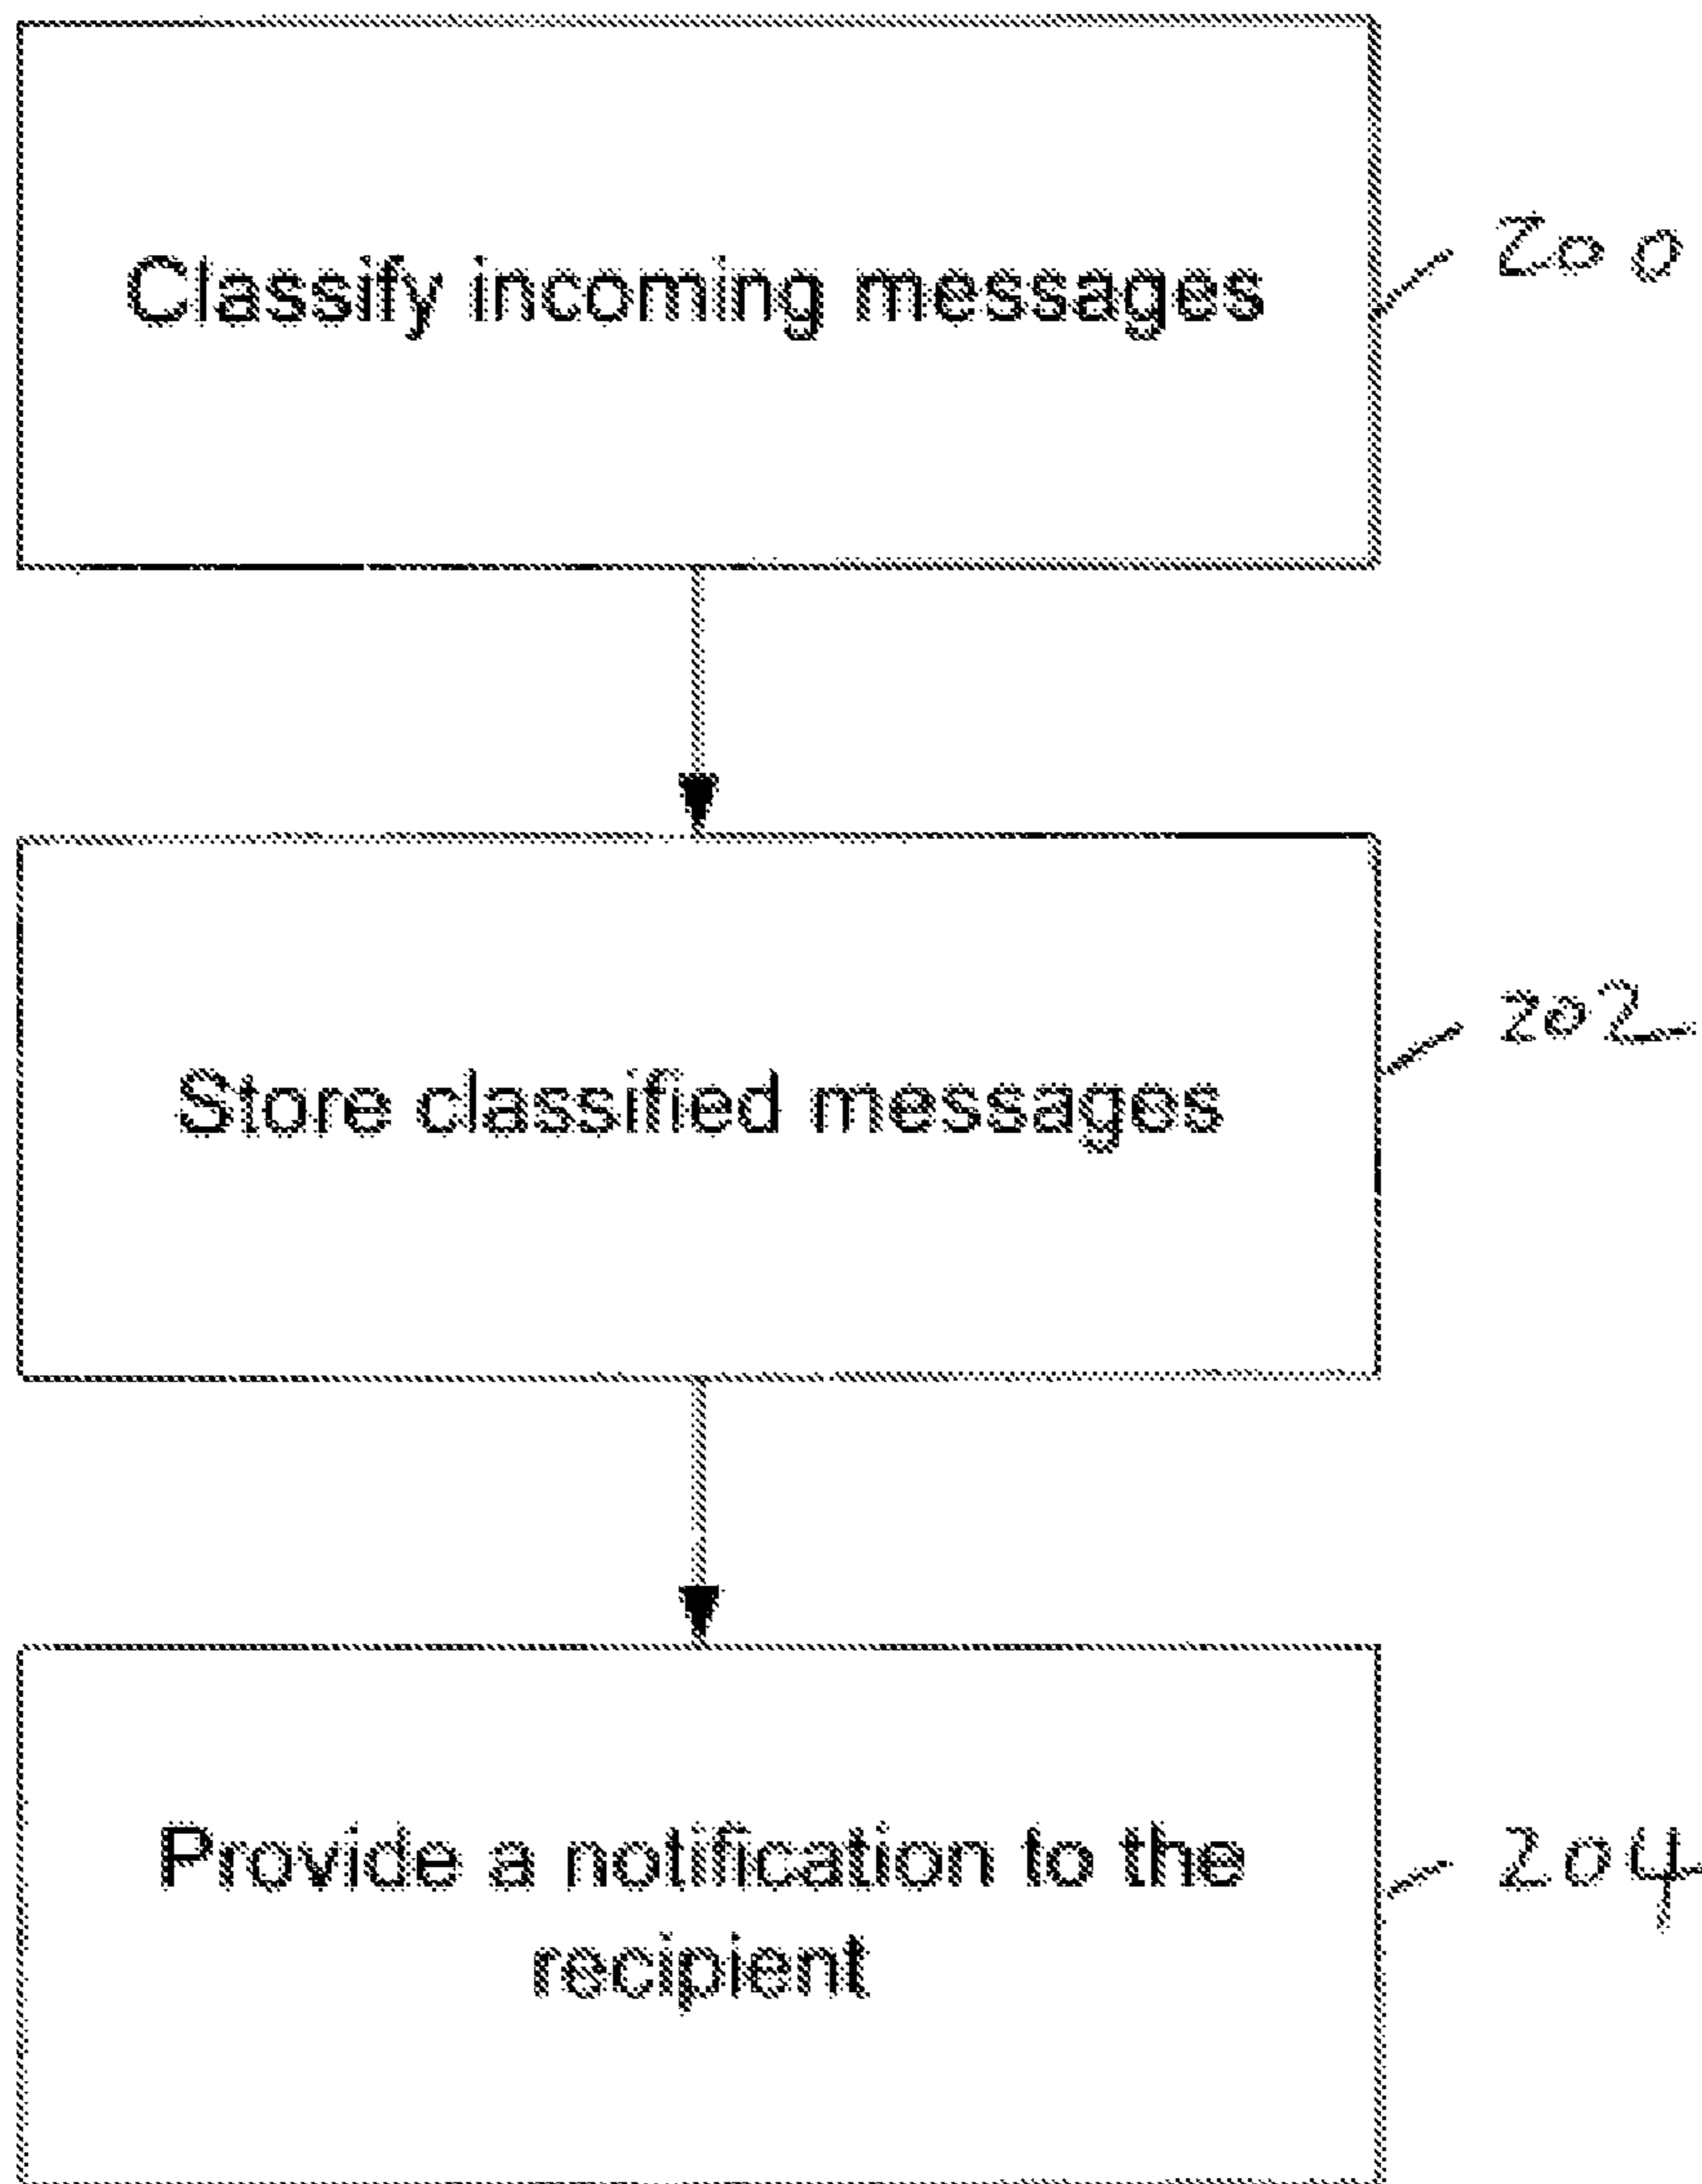 Classify incoming messages
200
Store classified messages
202
Provide a notification to the
recipient
204